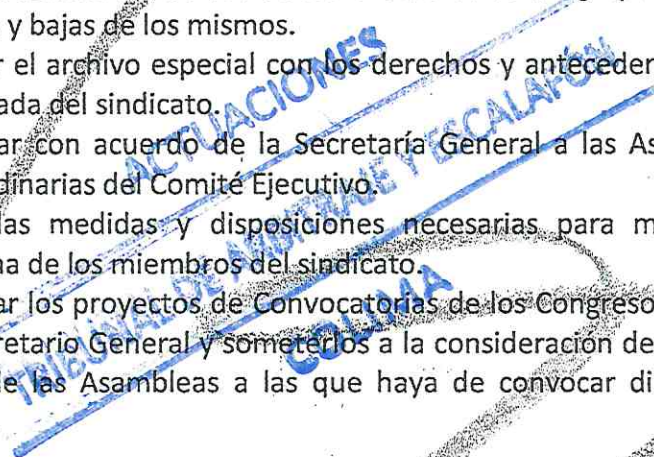 y bajas de los mismos.
el archivo especial con los derechos y anteceden
ada del sindicato.
ar con acuerdo de la Secretaría General a las As
dinarias del Comité Ejecutivo.
las medidas y disposiciones necesarias para m
na de los miembros del sindicato.
ar los proyectos de Convocatorias de los Congreso
retario General y someterlos a la consideración de
e las Asambleas a las que haya de convocar di
ACTUACIONES
TRIBUNAL DE ARBITRAJE Y ESCALAFÓN
COLIMA